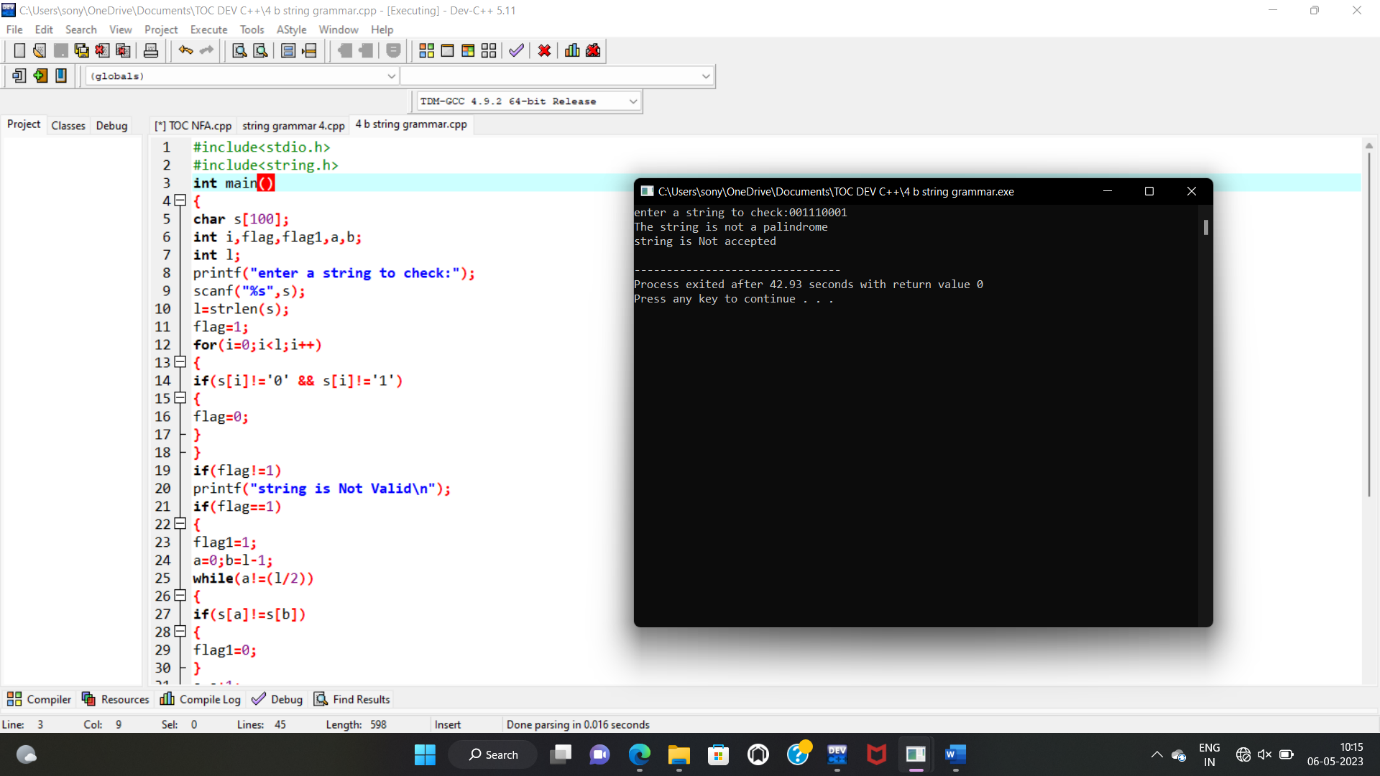 C:\Users\sony\OneDrive\Documents\TOC DEV C++\4 b string grammar.cpp - [Executing] - Dev-C++ 5.11
File Edit Search View Project Execute Tools AStyle Window Help
(globals)
TDM-GCC 4.9.2 64-bit Release
Project Classes Debug
[*] TOC NFA.cpp string grammar 4.cpp 4 b string grammar.cpp
1 #include<stdio.h>
2 #include<string.h>
3 int main()
4 {
5 char s[100];
6 int i,flag,flag1,a,b;
7 int l;
8 printf("enter a string to check:");
9 scanf("%s",s);
10 l=strlen(s);
11 flag=1;
12 for(i=0;i<l;i++)
13 {
14 if(s[i]!='0' && s[i]!='1')
15 {
16 flag=0;
17 }
18 }
19 if(flag!=1)
20 printf("string is Not Valid\n");
21 if(flag==1)
22 {
23 flag1=1;
24 a=0;b=l-1;
25 while(a!=(l/2))
26 {
27 if(s[a]!=s[b])
28 {
29 flag1=0;
30 }
C:\Users\sony\OneDrive\Documents\TOC DEV C++\4 b string grammar.exe
enter a string to check:001110001
The string is not a palindrome
string is Not accepted
--------------------------------
Process exited after 42.93 seconds with return value 0
Press any key to continue . . .
Compiler Resources Compile Log Debug Find Results
Line: 3 Col: 9 Sel: 0 Lines: 45 Length: 598 Insert Done parsing in 0.016 seconds
Search
DEV
W
ENG
IN
10:15
06-05-2023